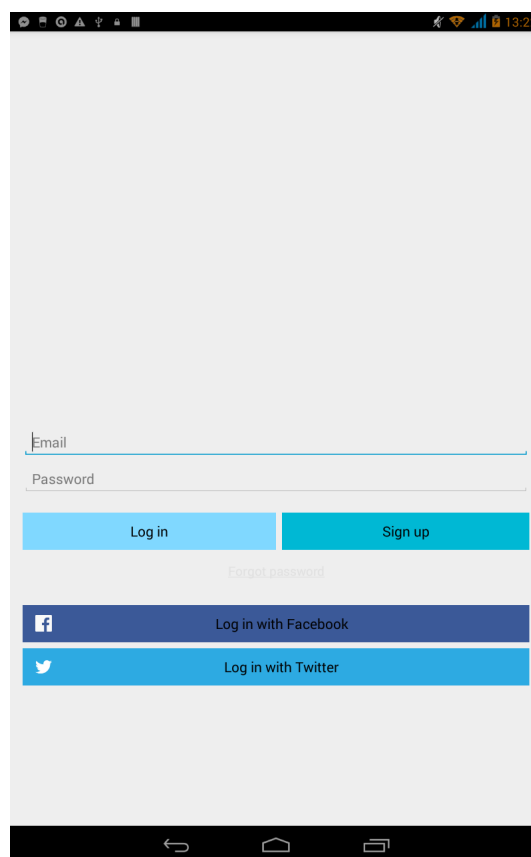 13:2
Email
Password
Log in
Sign up
Forgot password
Log in with Facebook
Log in with Twitter